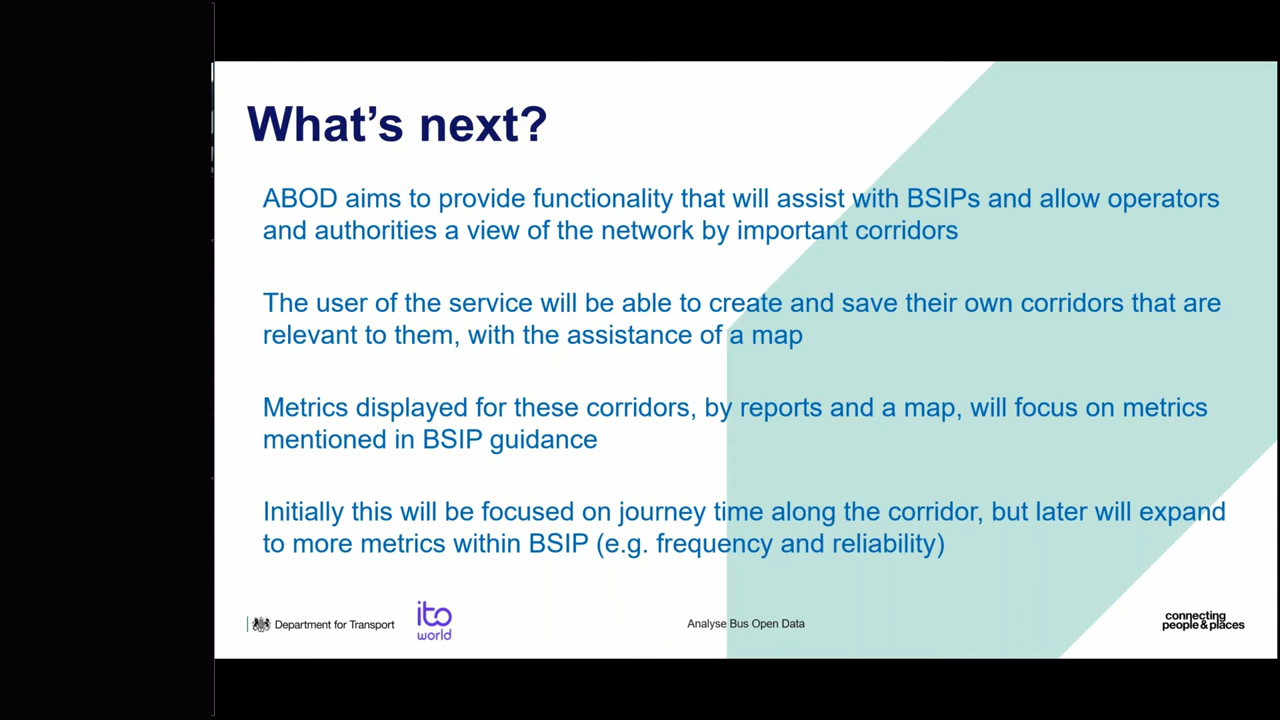 What’s next?
ABOD aims to provide functionality that will assist with BSIPs and allow operators
and authorities a view of the network by important corridors
The user of the service will be able to create and save their own corridors that are
relevant to them, with the assistance of a map
Metrics displayed for these corridors, by reports and a map, will focus on metrics
mentioned in BSIP guidance
Initially this will be focused on journey time along the corridor, but later will expand
to more metrics within BSIP (e.g. frequency and reliability)
Department for Transport
ito
world
Analyse Bus Open Data
connecting
people&places